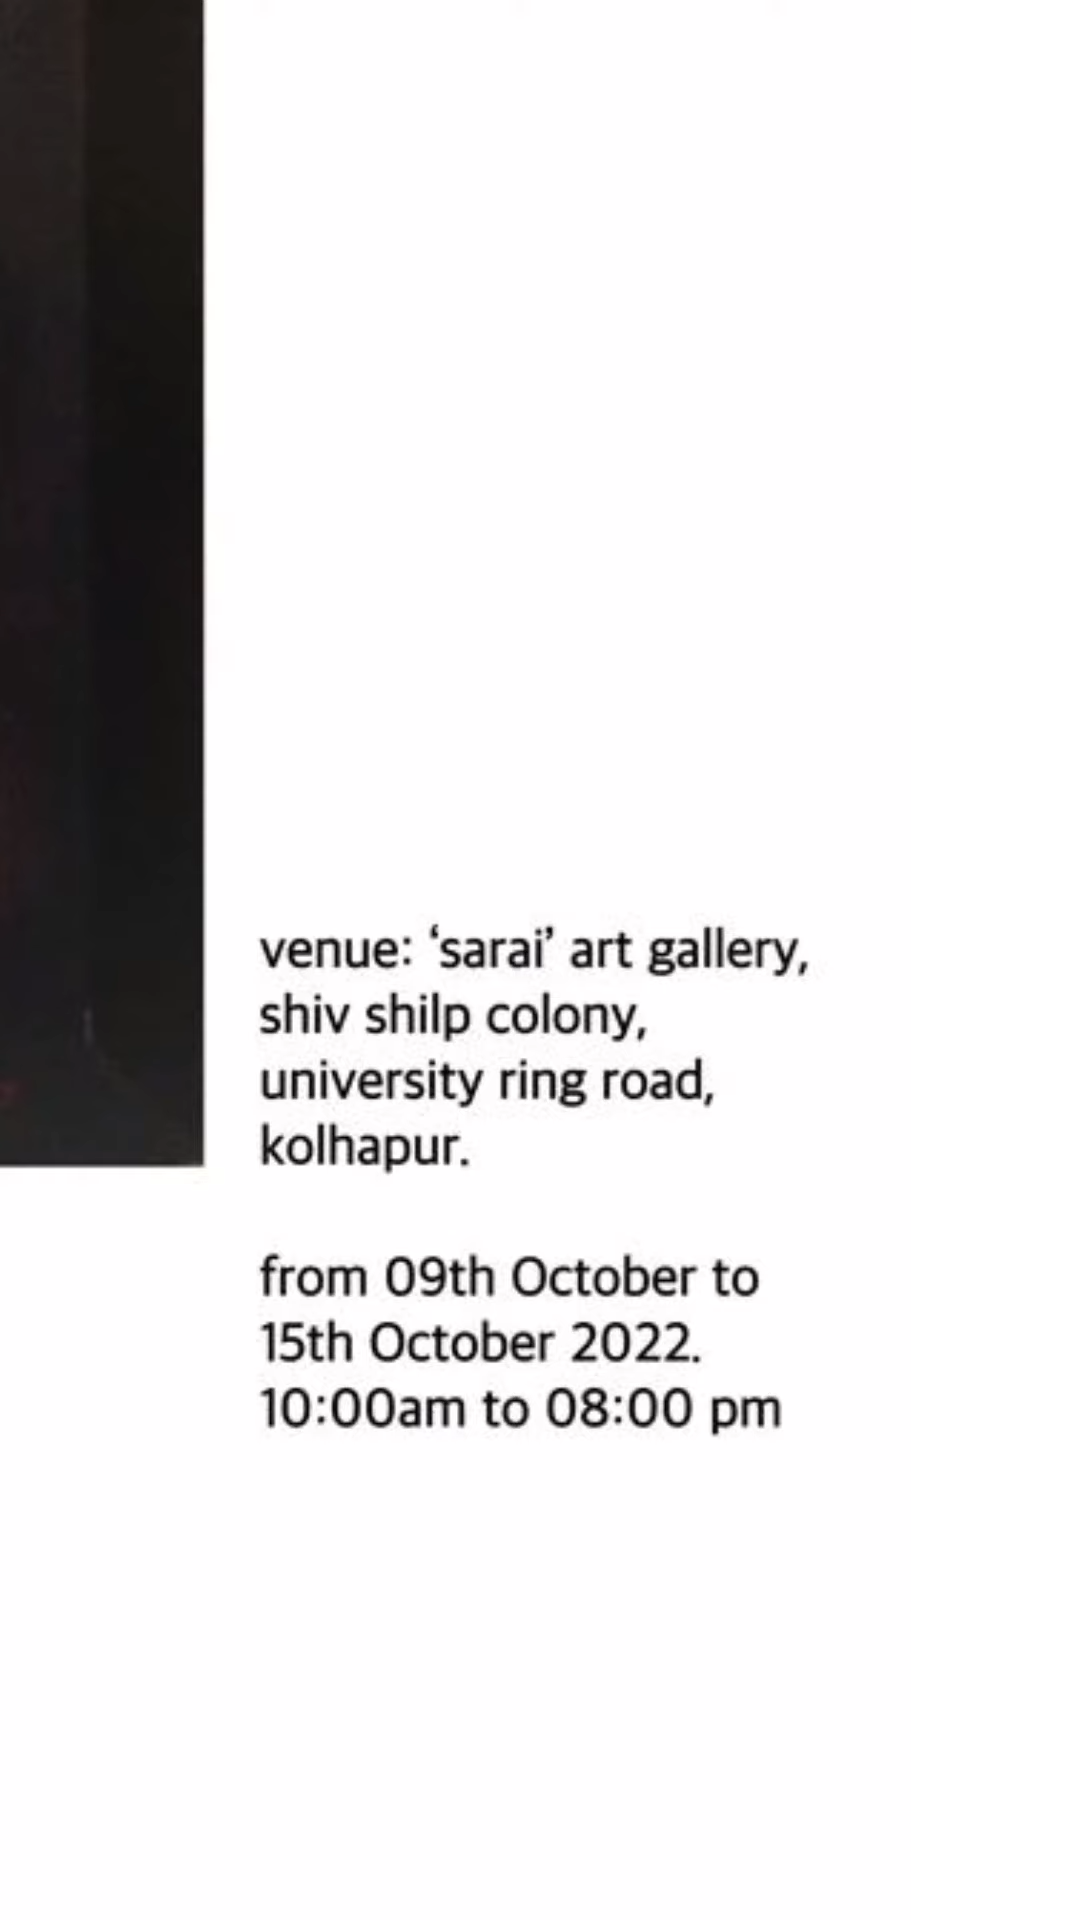 venue: ‘sarai’ art gallery,
shiv shilp colony,
university ring road,
kolhapur.
from 09th October to
15th October 2022.
10:00am to 08:00 pm